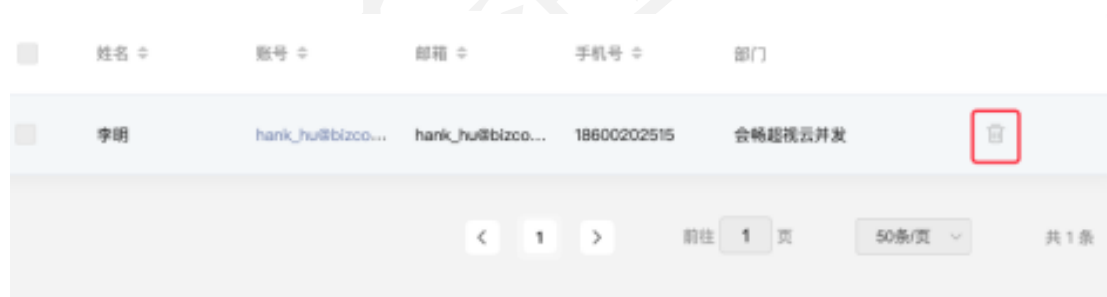 姓名 账号 邮箱 手机号 部门
李明 hank_hu@bizco... hank_hu@bizco... 18600202515 会畅超视云并发
< 1 > 前往 1 页 50条/页 共 1 条